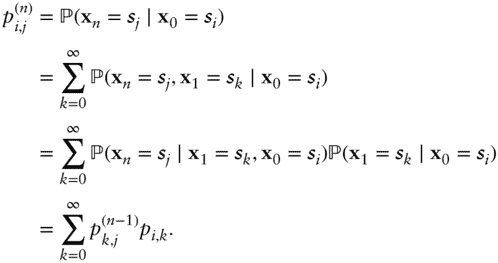 p_{i,j}^{(n)} = ℙ(x_n = s_j | x_0 = s_i)
= ∑_{k=0}^{∞} ℙ(x_n = s_j, x_1 = s_k | x_0 = s_i)
= ∑_{k=0}^{∞} ℙ(x_n = s_j | x_1 = s_k, x_0 = s_i)ℙ(x_1 = s_k | x_0 = s_i)
= ∑_{k=0}^{∞} p_{k,j}^{(n−1)} p_{i,k}.